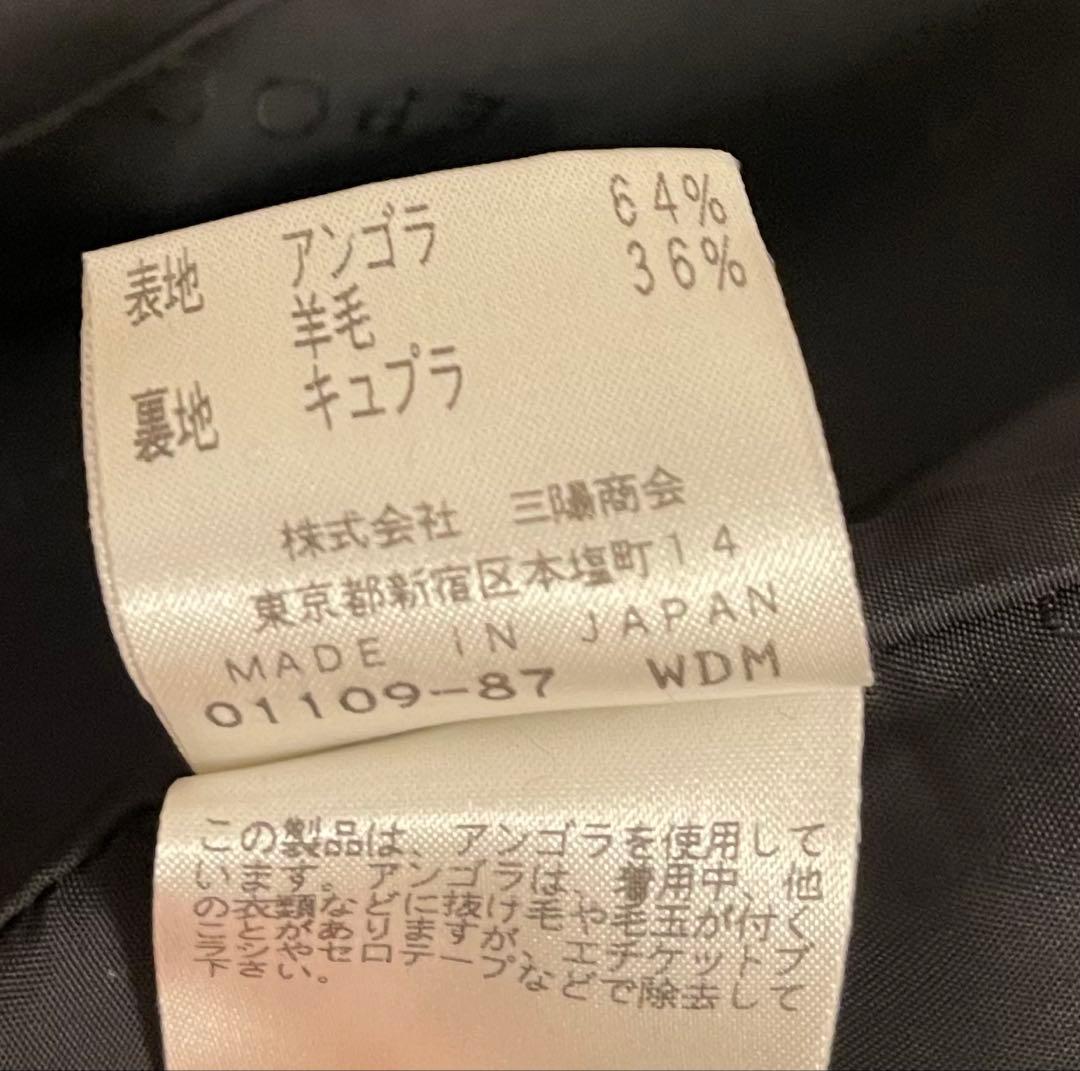 表地 アンゴラ 64%
羊毛 36%
裏地 キュプラ
株式会社 三陽商会
東京都新宿区本塩町14
MADE IN JAPAN
01109-87 WDM
この製品は、アンゴラを使用して
います。アンゴラは、着用中、他
の衣類などに抜け毛や毛玉が付く
ことがありますが、エチケットブ
ラシやセロテープなどで除去して
下さい。